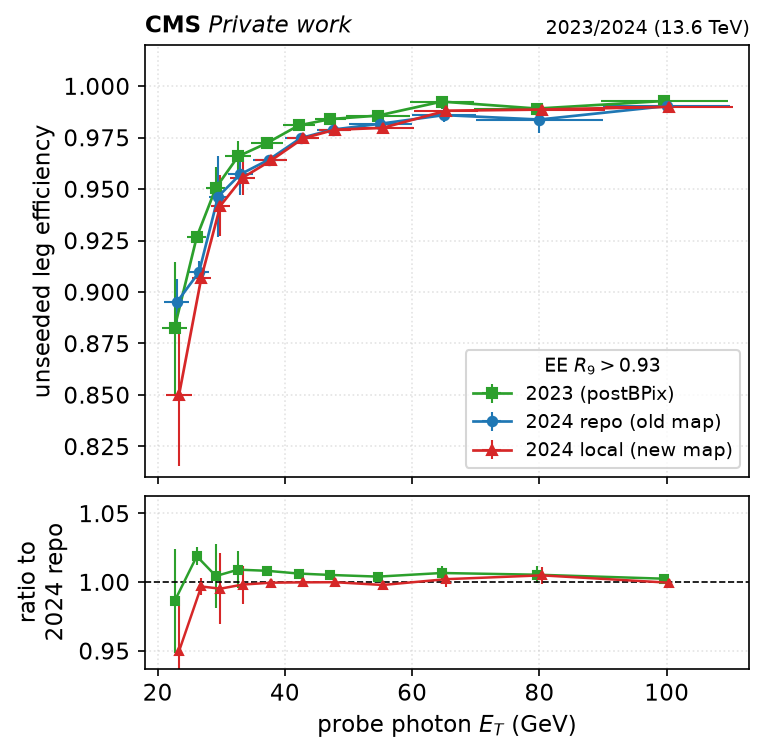 CMS Private work
2023/2024 (13.6 TeV)
unseeded leg efficiency
1.000
0.975
0.950
0.925
0.900
0.875
0.850
0.825
EE R₉ > 0.93
2023 (postBPix)
2024 repo (old map)
2024 local (new map)
ratio to
2024 repo
1.05
1.00
0.95
20 40 60 80 100
probe photon E_T (GeV)